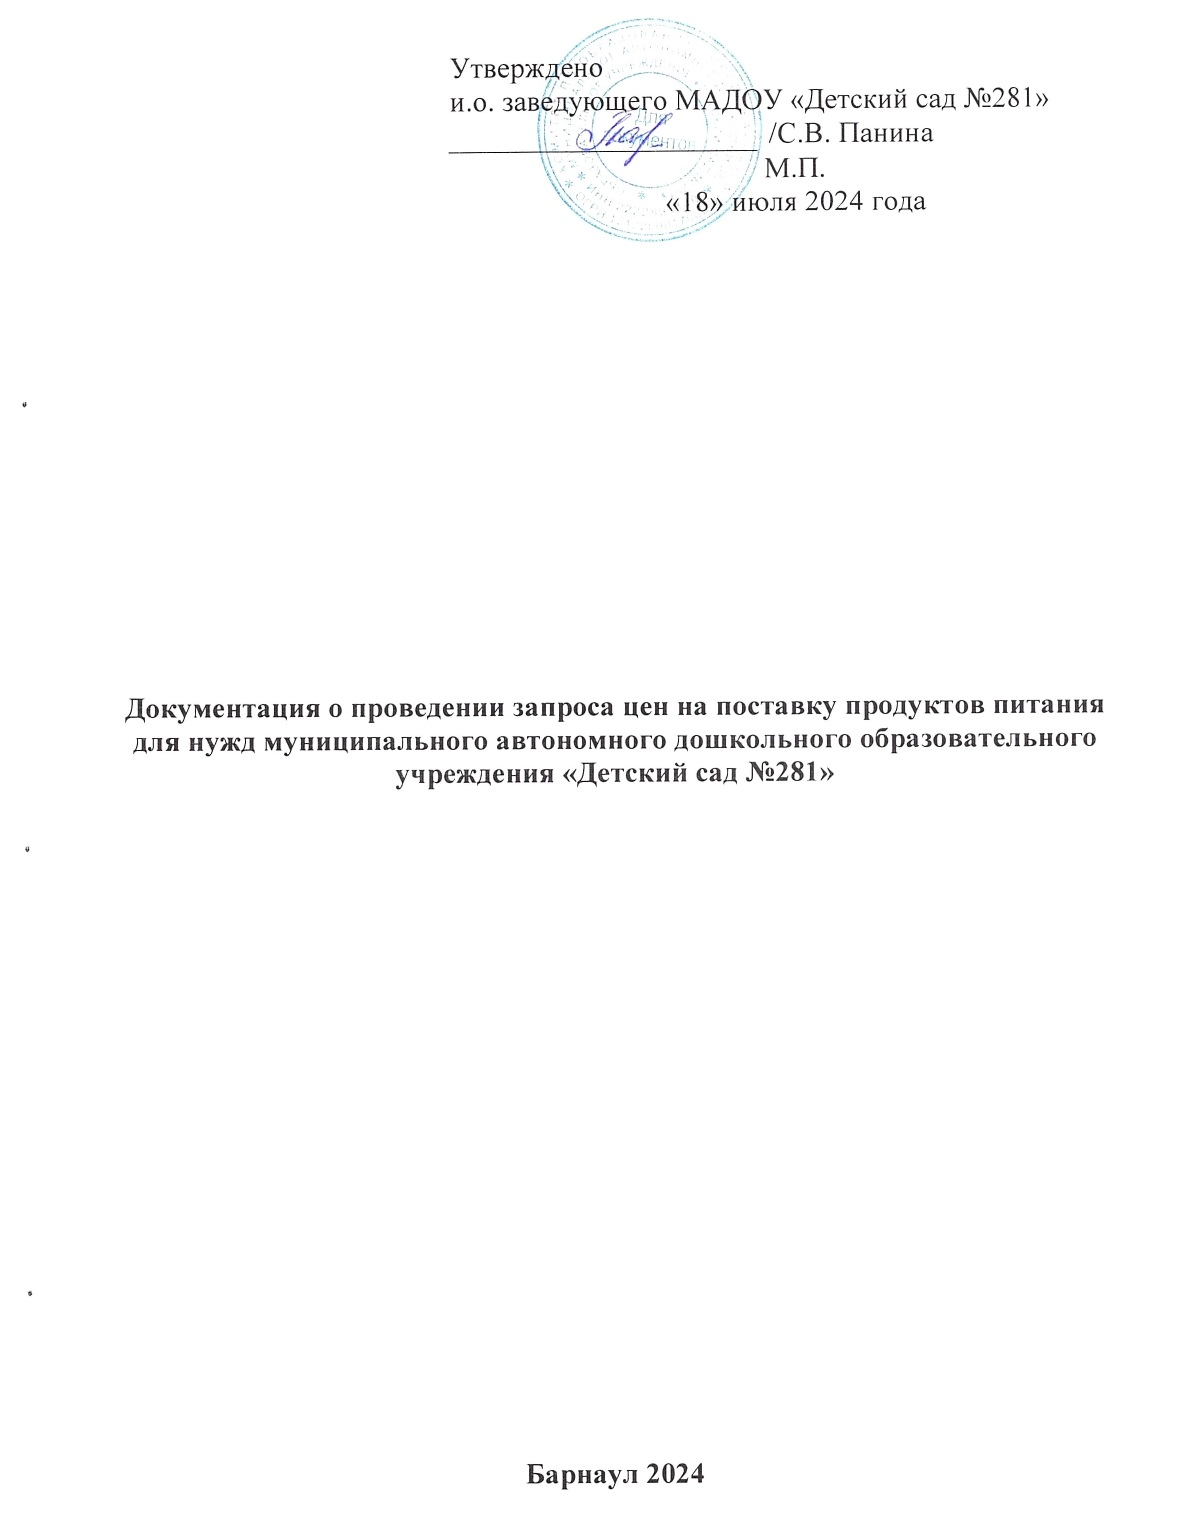 Утверждено
и.о. заведующего МАДОУ «Детский сад №281»
/С.В. Панина
М.П.
«18» июля 2024 года
Для
Документация о проведении запроса цен на поставку продуктов питания
для нужд муниципального автономного дошкольного образовательного
учреждения «Детский сад №281»
Барнаул 2024